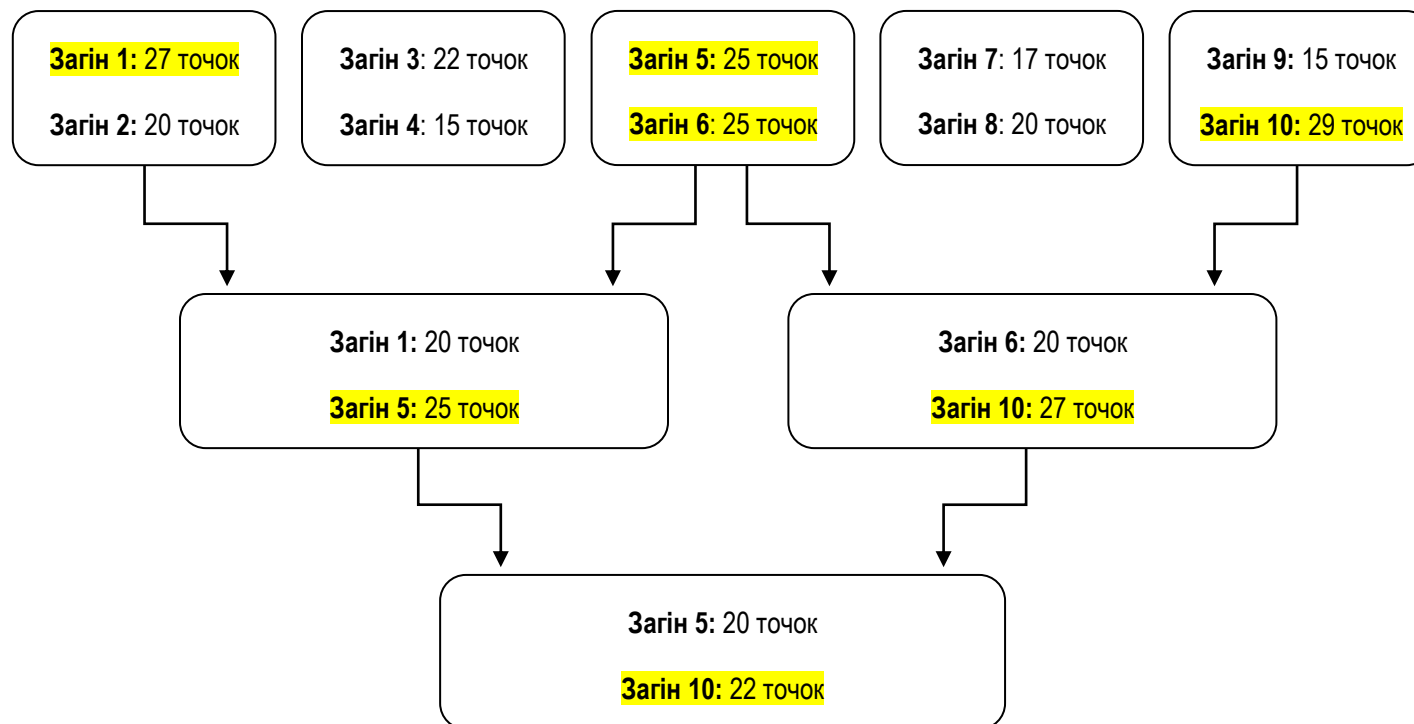 Загін 1: 27 точок
Загін 2: 20 точок
Загін 3: 22 точок
Загін 4: 15 точок
Загін 5: 25 точок
Загін 6: 25 точок
Загін 7: 17 точок
Загін 8: 20 точок
Загін 9: 15 точок
Загін 10: 29 точок
Загін 1: 20 точок
Загін 5: 25 точок
Загін 6: 20 точок
Загін 10: 27 точок
Загін 5: 20 точок
Загін 10: 22 точок